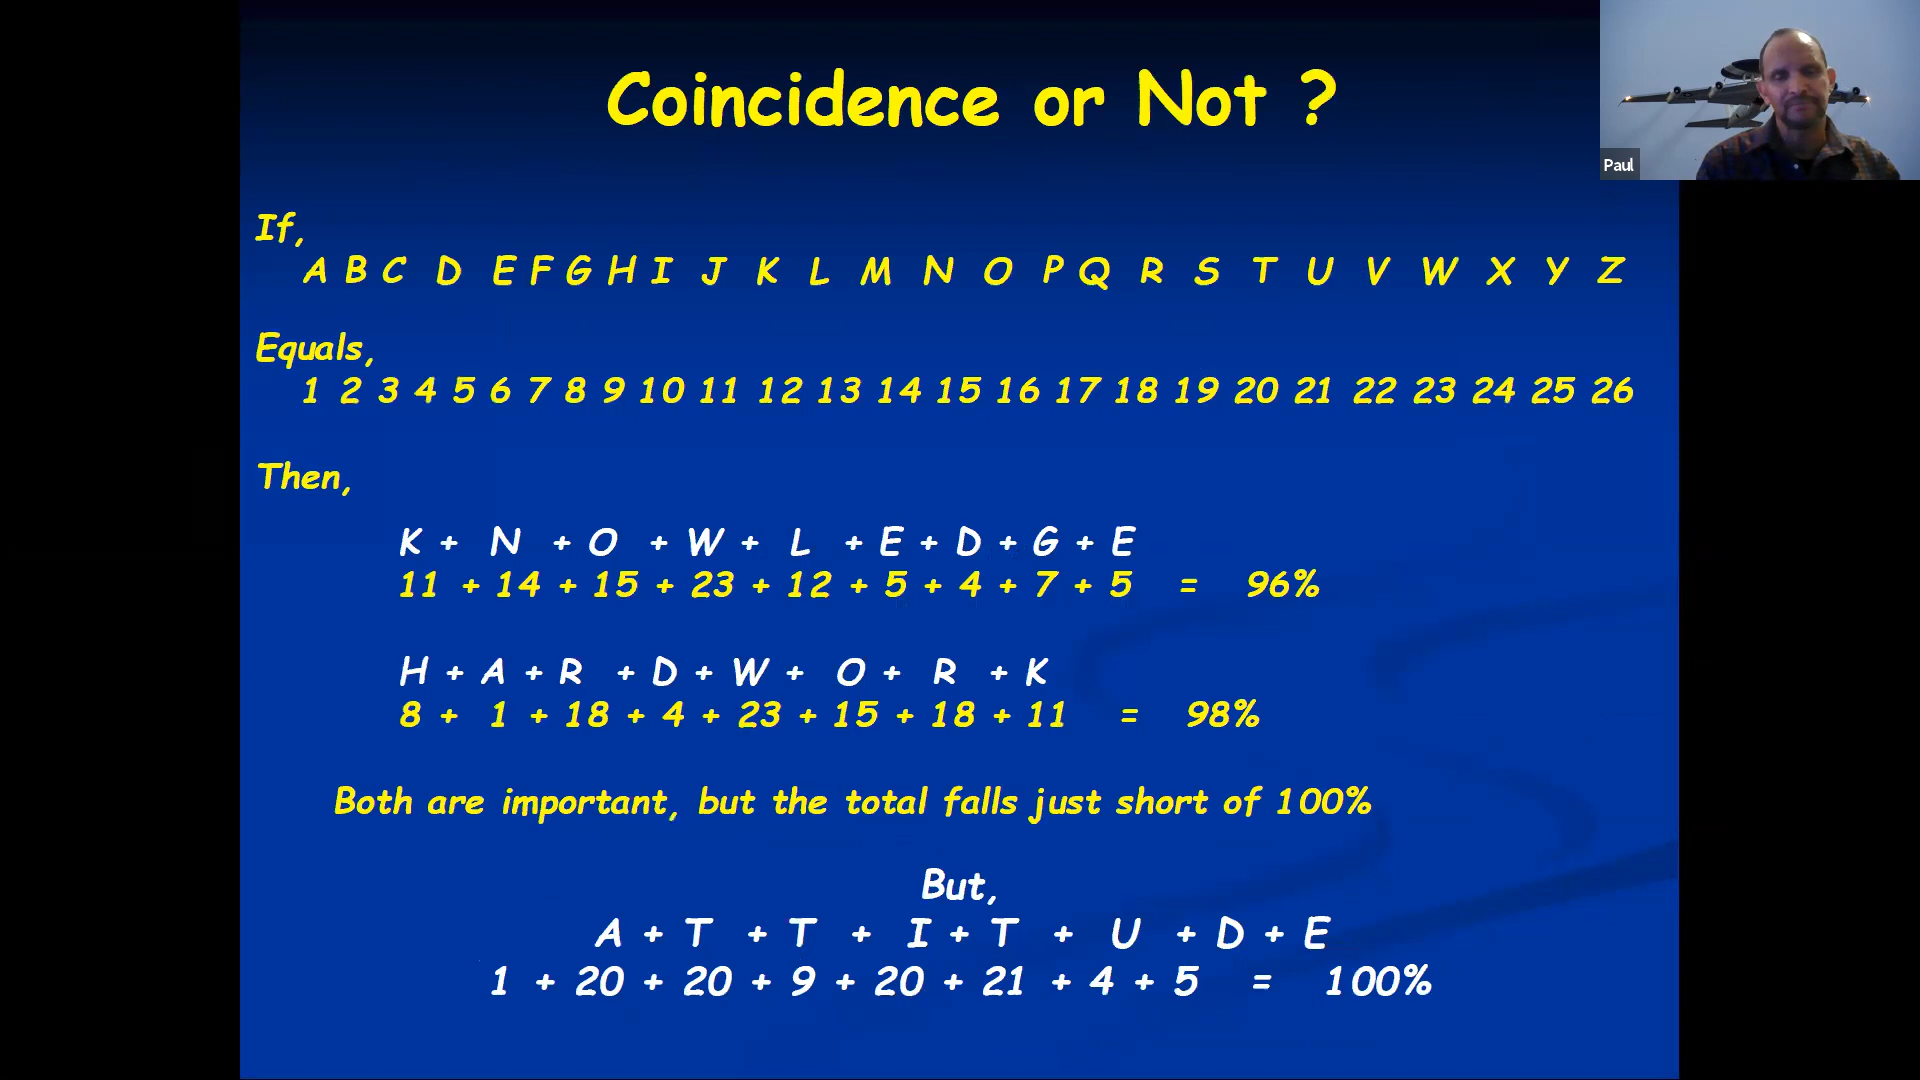 Coincidence or Not ?
Paul
If,
A B C D E F G H I J K L M N O P Q R S T U V W X Y Z
Equals,
1 2 3 4 5 6 7 8 9 10 11 12 13 14 15 16 17 18 19 20 21 22 23 24 25 26
Then,
K + N + O + W + L + E + D + G + E
11 + 14 + 15 + 23 + 12 + 5 + 4 + 7 + 5 = 96%
H + A + R + D + W + O + R + K
8 + 1 + 18 + 4 + 23 + 15 + 18 + 11 = 98%
Both are important, but the total falls just short of 100%
But,
A + T + T + I + T + U + D + E
1 + 20 + 20 + 9 + 20 + 21 + 4 + 5 = 100%